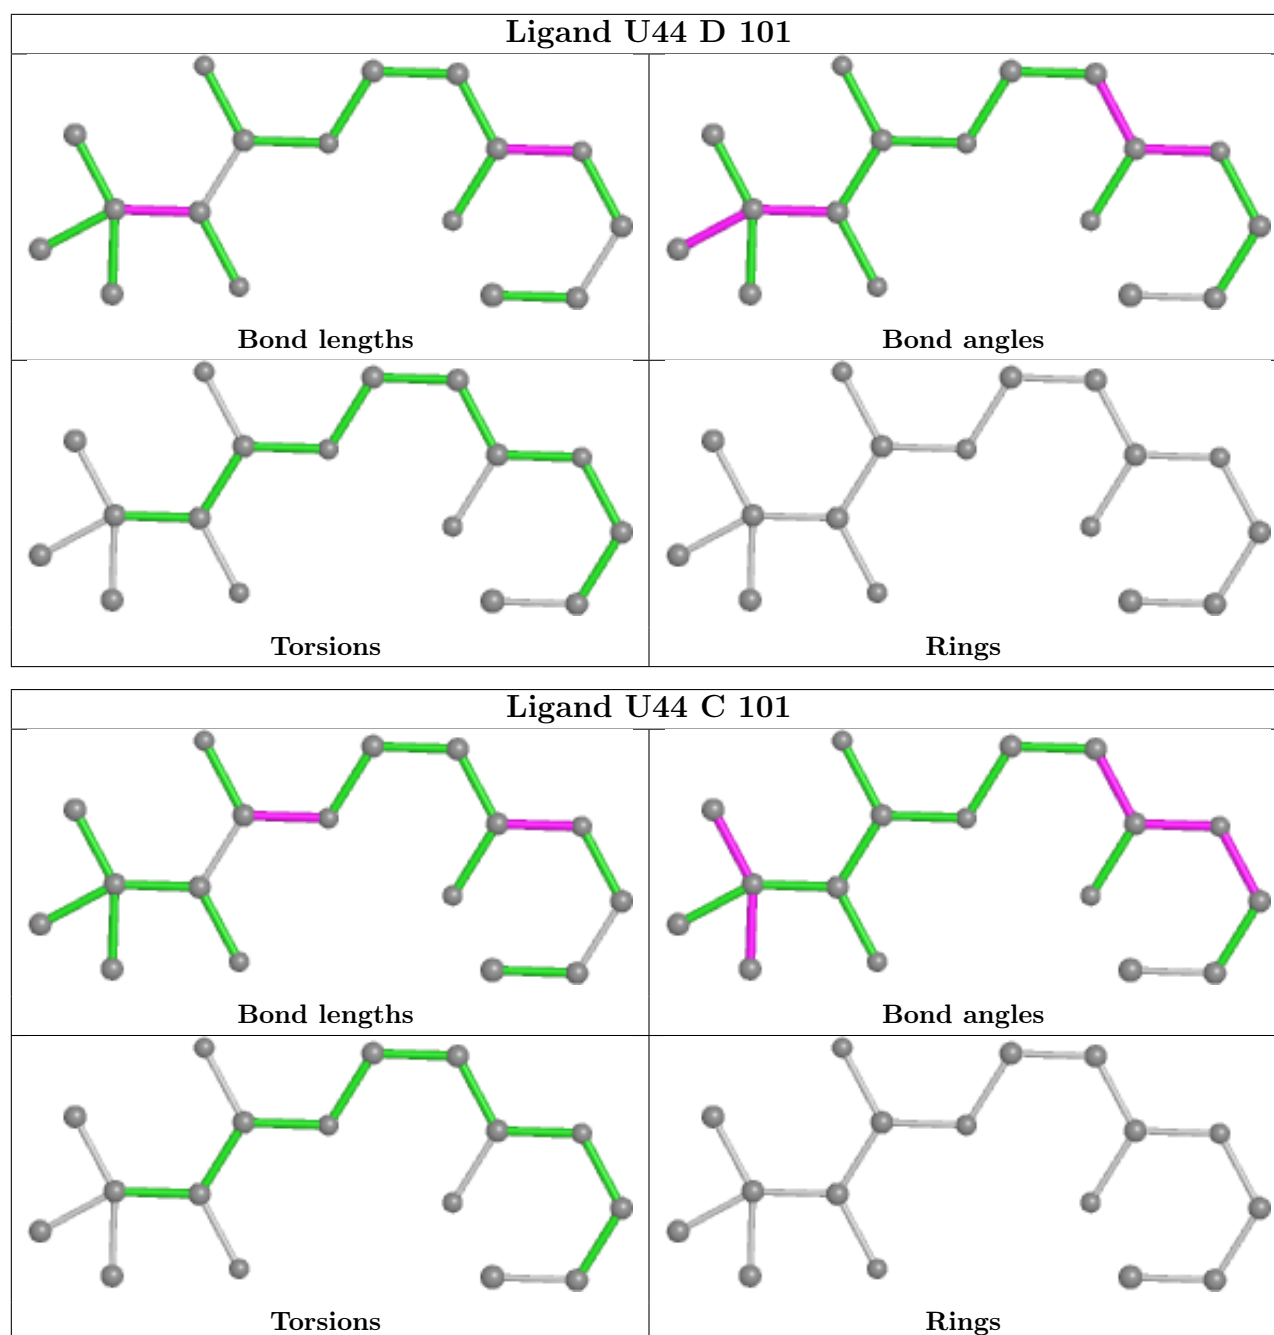 Ligand U44 D 101
Bond lengths
Bond angles
Torsions
Rings
Ligand U44 C 101
Bond lengths
Bond angles
Torsions
Rings